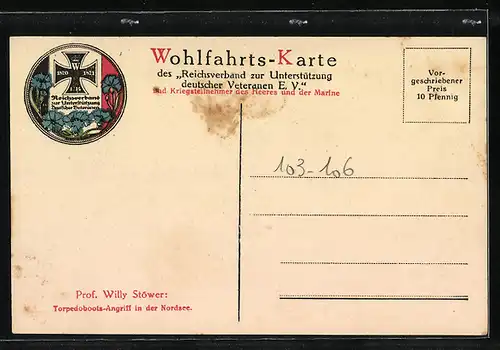 W
1870 1871
Reichsverband
zur Unterstützung
Deutscher Veteranen
Wohlfahrts-Karte
des „Reichsverband zur Unterstützung
deutscher Veteranen E. V."
und Kriegsteilnehmer des Heeres und der Marine
Vor-
geschriebener
Preis
10 Pfennig
103-106
Prof. Willy Stöwer:
Torpedoboots-Angriff in der Nordsee.